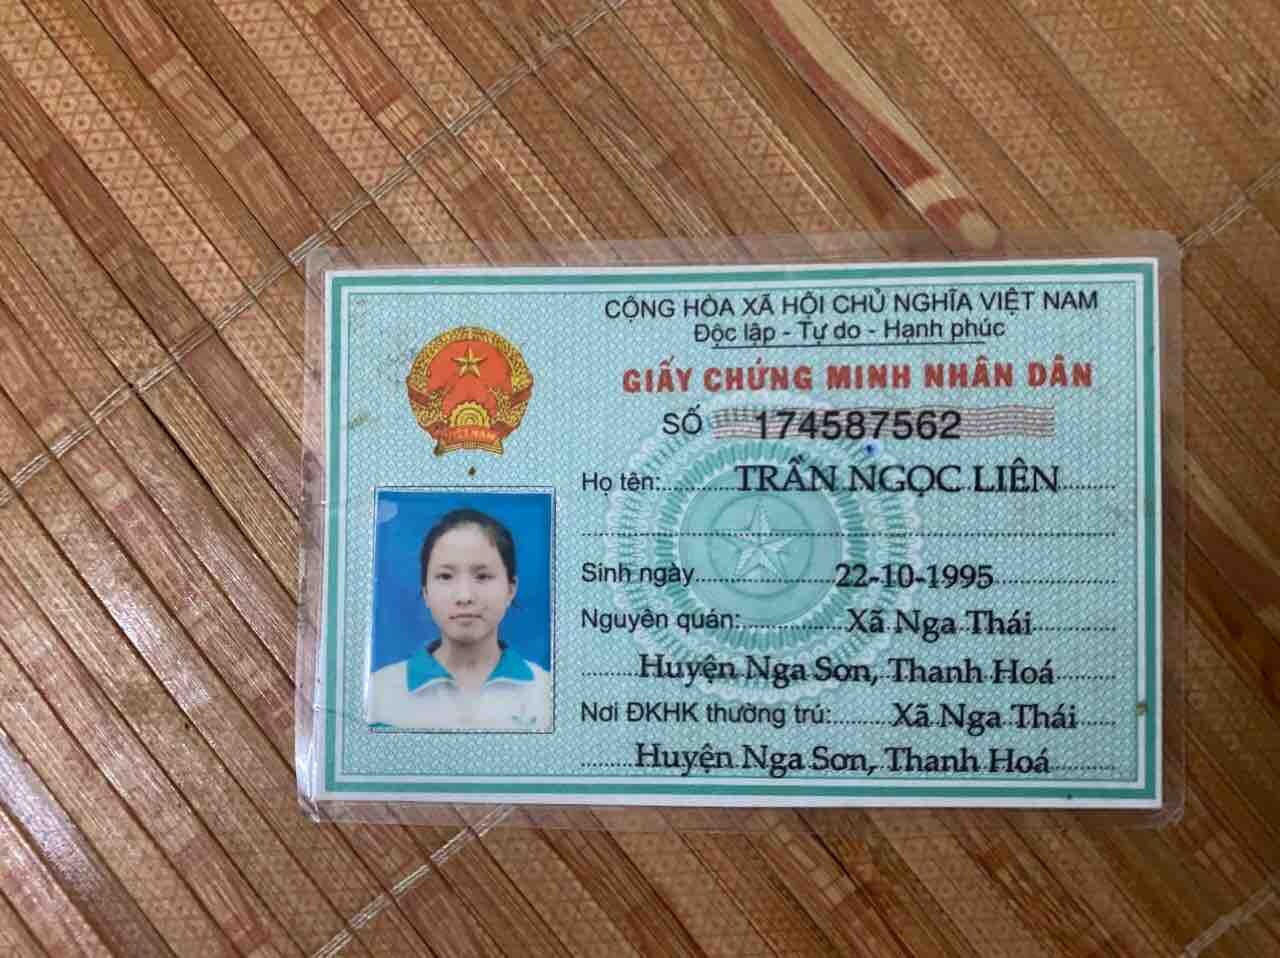 CỘNG HÒA XÃ HỘI CHỦ NGHĨA VIỆT NAM
Độc lập - Tự do - Hạnh phúc
GIẤY CHỨNG MINH NHÂN DÂN
SỐ 174587562
Họ tên: TRẦN NGỌC LIÊN
Sinh ngày 22-10-1995
Nguyên quán: Xã Nga Thái
Huyện Nga Sơn, Thanh Hoá
Nơi ĐKHK thường trú: Xã Nga Thái
Huyện Nga Sơn, Thanh Hoá
VIỆT NAM